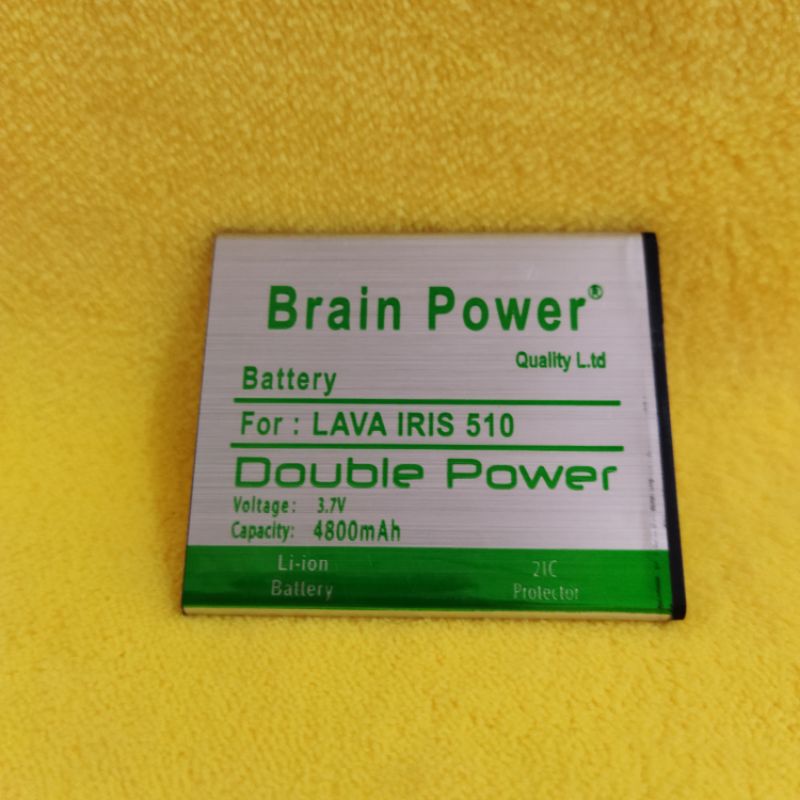 Brain Power®
Quality L.td
Battery
For : LAVA IRIS 510
Double Power
Voltage: 3.7V
Capacity: 4800mAh
Li-ion Battery
2IC Protector